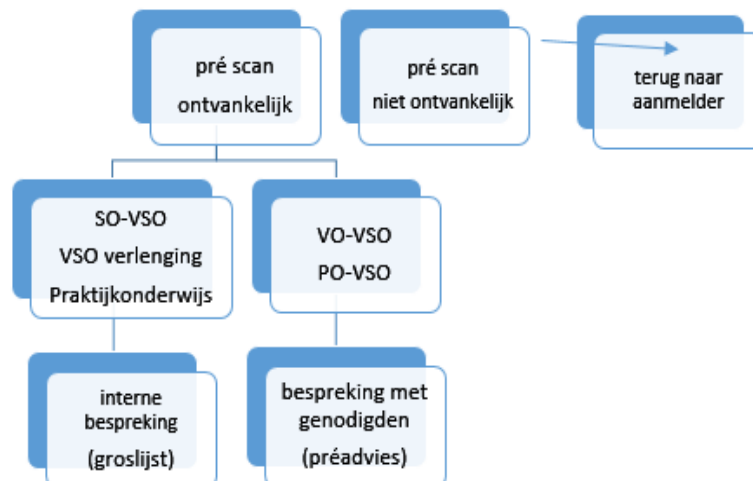 pré scan
ontvankelijk
pré scan
niet ontvankelijk
terug naar
aanmelder
SO-VSO
VSO verlenging
Praktijkonderwijs
VO-VSO
PO-VSO
interne
bespreking
(groslijst)
bespreking met
genodigden
(préadvies)